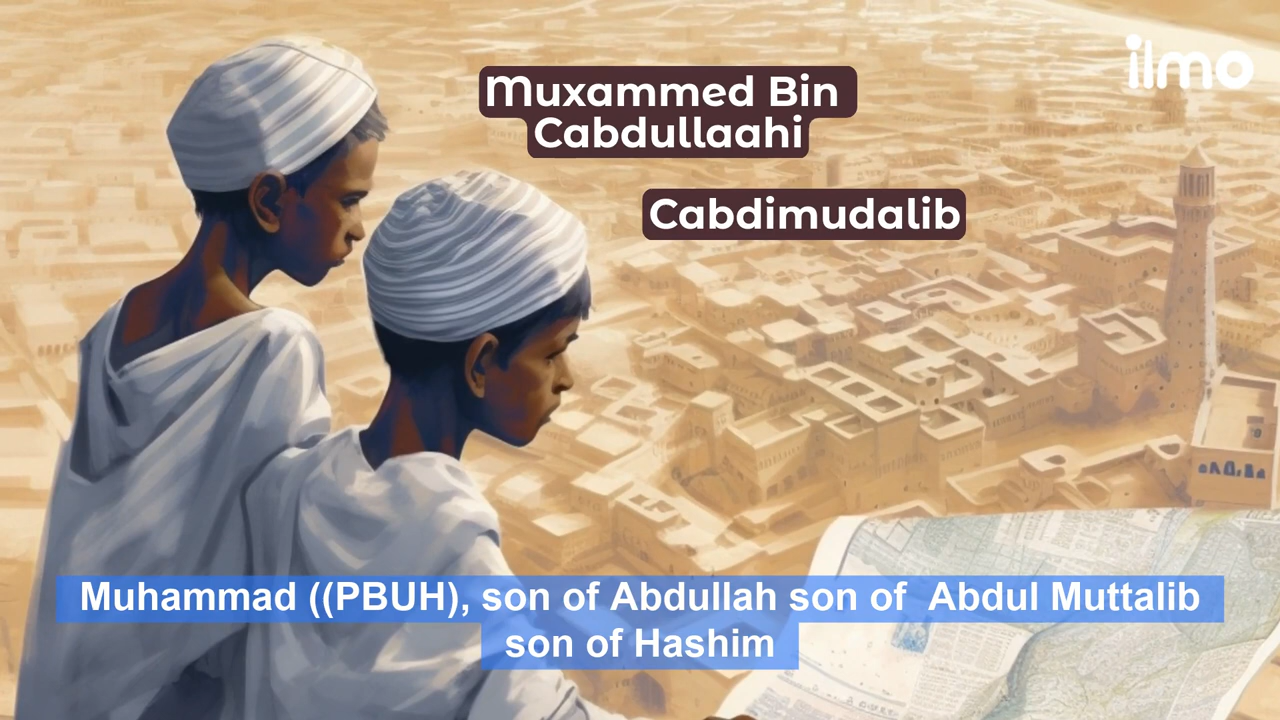 ilmo
Muxammed Bin
Cabdullaahi
Cabdimudalib
Muhammad ((PBUH), son of Abdullah son of  Abdul Muttalib
son of Hashim